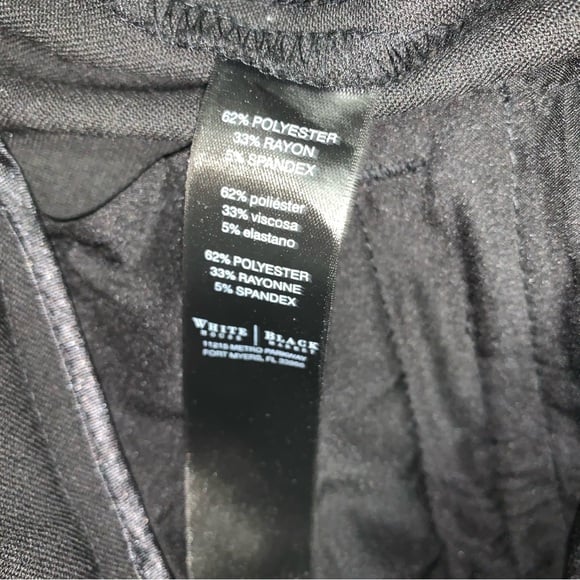 62% POLYESTER
33% RAYON
5% SPANDEX
62% poliéster
33% viscosa
5% elastano
62% POLYESTER
33% RAYONNE
5% SPANDEX
WHITE | BLACK
HOUSE | MARKET
11215 METRO PARKWAY
FORT MYERS, FL